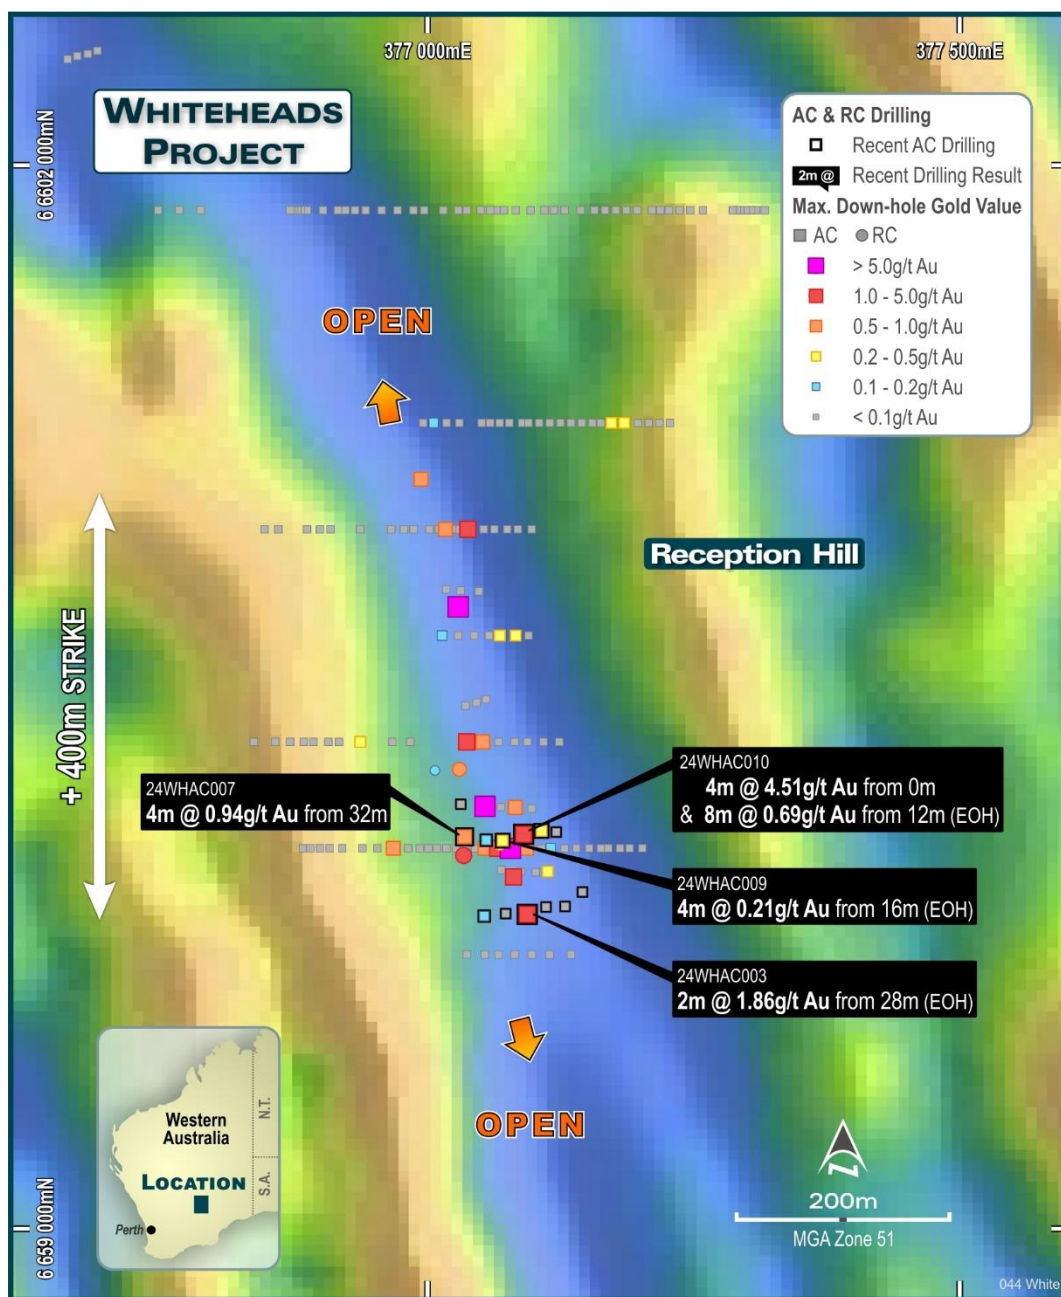 377 000mE
377 500mE
WHITEHEADS
PROJECT
6 6602 000mN
AC & RC Drilling
Recent AC Drilling
2m @
Recent Drilling Result
Max. Down-hole Gold Value
AC
RC
> 5.0g/t Au
1.0 - 5.0g/t Au
0.5 - 1.0g/t Au
0.2 - 0.5g/t Au
0.1 - 0.2g/t Au
< 0.1g/t Au
OPEN
Reception Hill
+ 400m STRIKE
24WHAC007
4m @ 0.94g/t Au from 32m
24WHAC010
4m @ 4.51g/t Au from 0m
& 8m @ 0.69g/t Au from 12m (EOH)
24WHAC009
4m @ 0.21g/t Au from 16m (EOH)
24WHAC003
2m @ 1.86g/t Au from 28m (EOH)
OPEN
Western
Australia
N.T.
S.A.
LOCATION
Perth
6 659 000mN
N
200m
MGA Zone 51
044 White